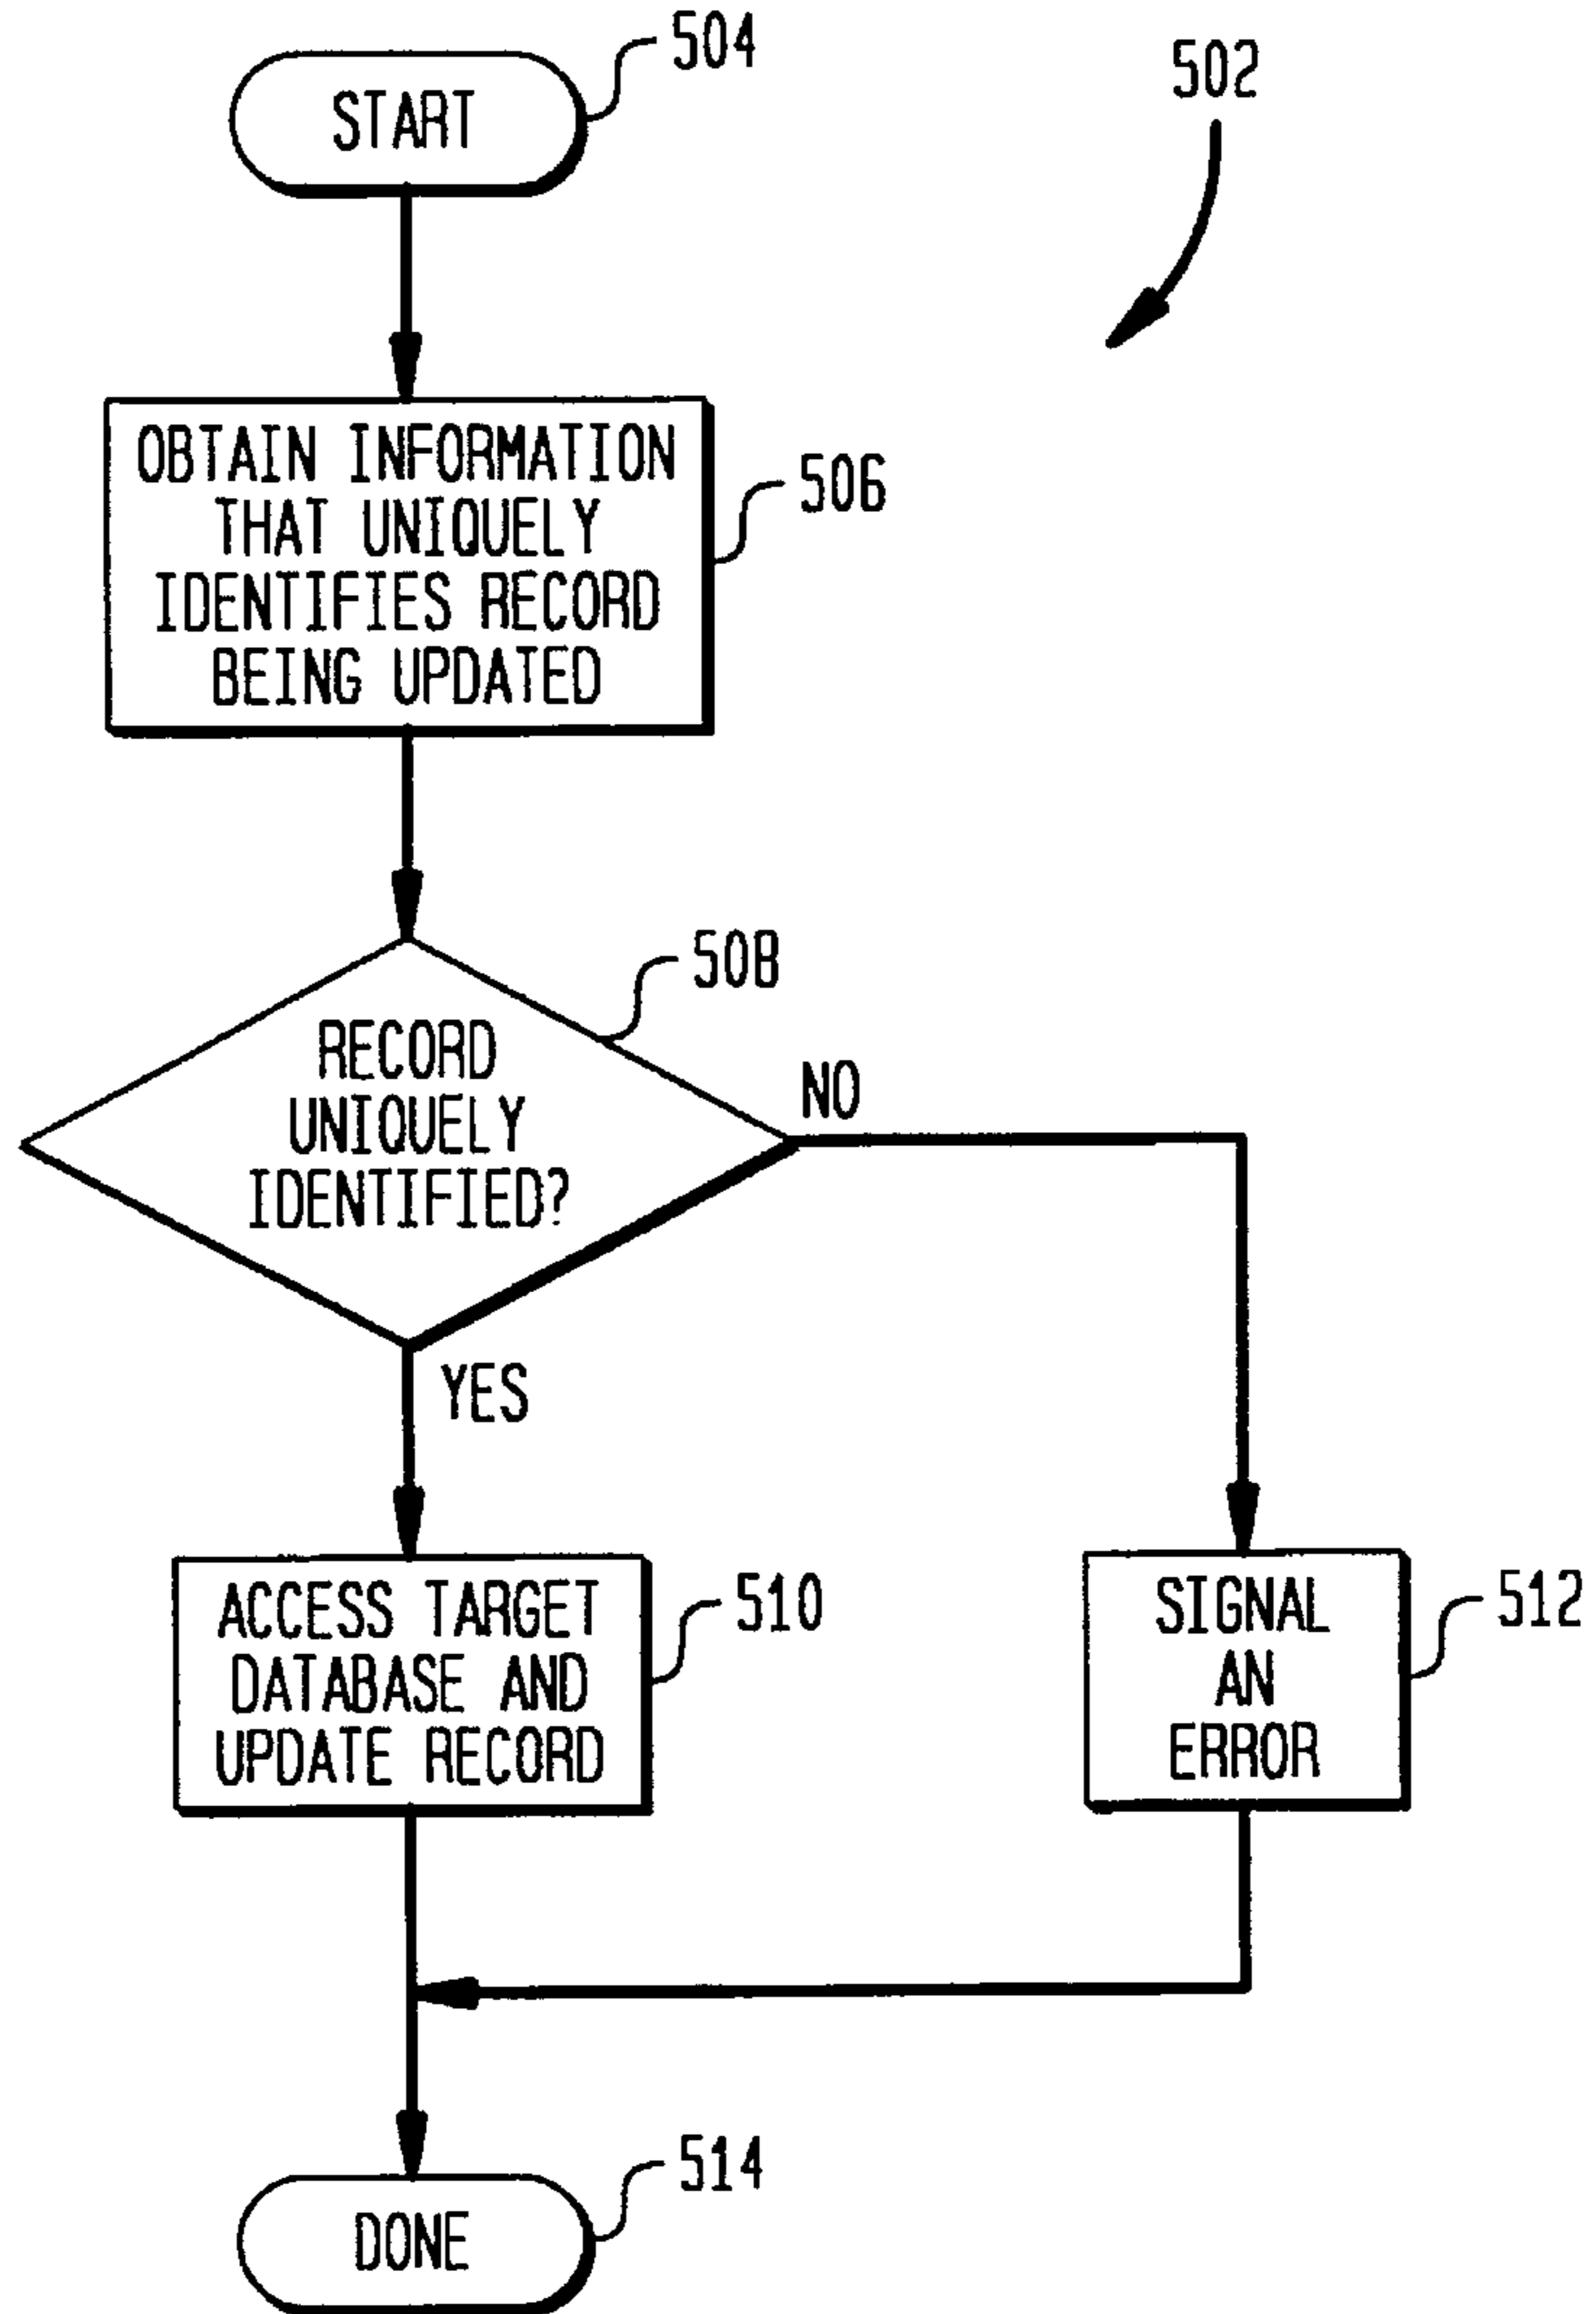 504
START
502
OBTAIN INFORMATION
THAT UNIQUELY
IDENTIFIES RECORD
BEING UPDATED
506
508
RECORD
UNIQUELY
IDENTIFIED?
NO
YES
ACCESS TARGET
DATABASE AND
UPDATE RECORD
510
SIGNAL
AN
ERROR
512
514
DONE